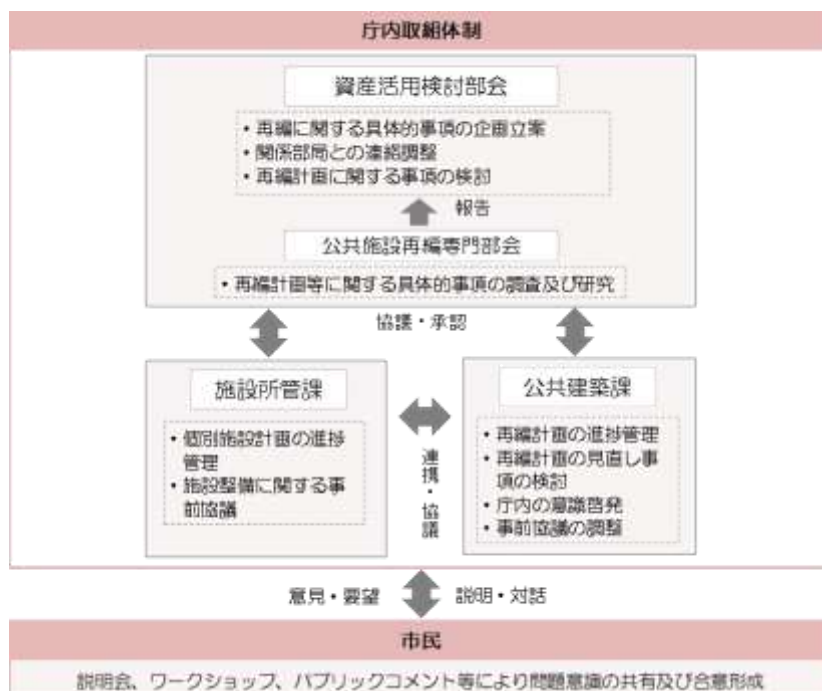 庁内取組体制
資産活用検討部会
・再編に関する具体的事項の企画立案
・関係部局との連絡調整
・再編計画に関する事項の検討
報告
公共施設再編専門部会
・再編計画等に関する具体的事項の調査及び研究
協議・承認
施設所管課
・個別施設計画の進捗
管理
・施設整備に関する事
前協議
連携・協議
公共建築課
・再編計画の進捗管理
・再編計画の見直し事
項の検討
・庁内の意識啓発
・事前協議の調整
意見・要望
説明・対話
市民
説明会、ワークショップ、パブリックコメント等により問題意識の共有及び合意形成